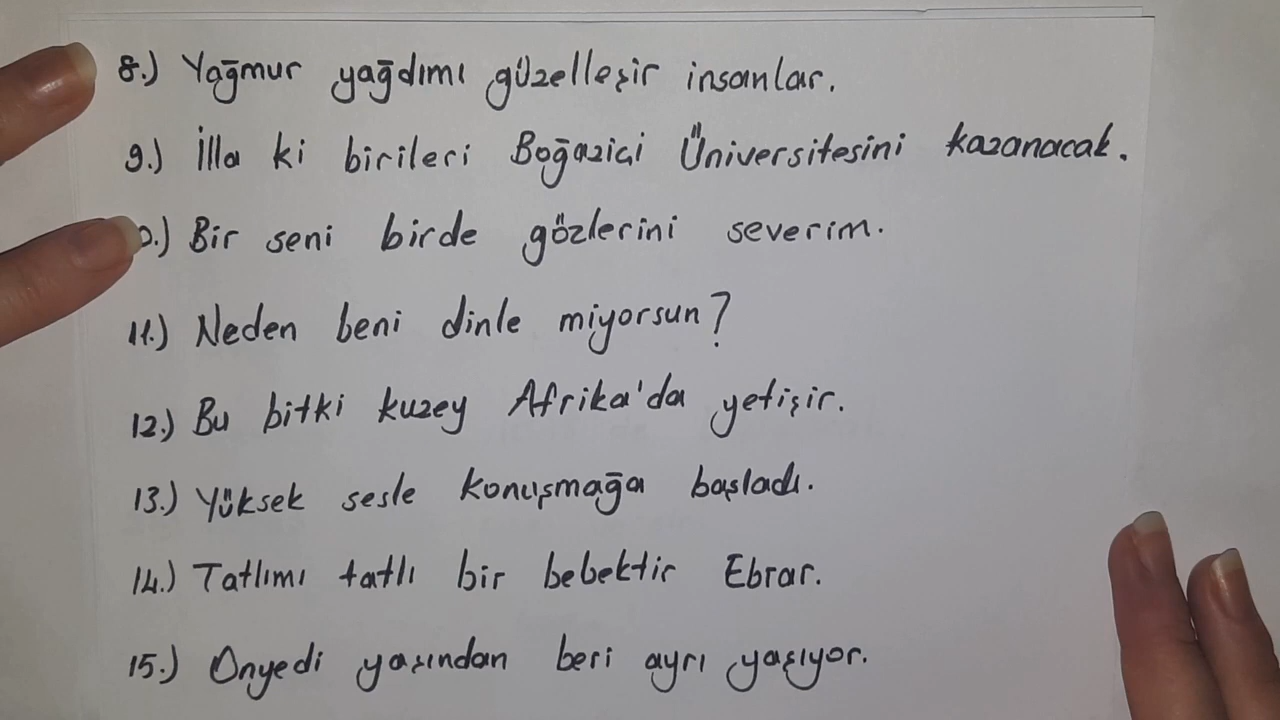 8.) Yağmur yağdımı güzelleşir insanlar.
9.) İlla ki birileri Boğaziçi Üniversitesini kazanacak.
0.) Bir seni birde gözlerini severim.
11.) Neden beni dinle miyorsun?
12.) Bu bitki kuzey Afrika'da yetişir.
13.) Yüksek sesle konuşmağa başladı.
14.) Tatlımı tatlı bir bebektir Ebrar.
15.) Onyedi yaşından beri ayrı yaşıyor.